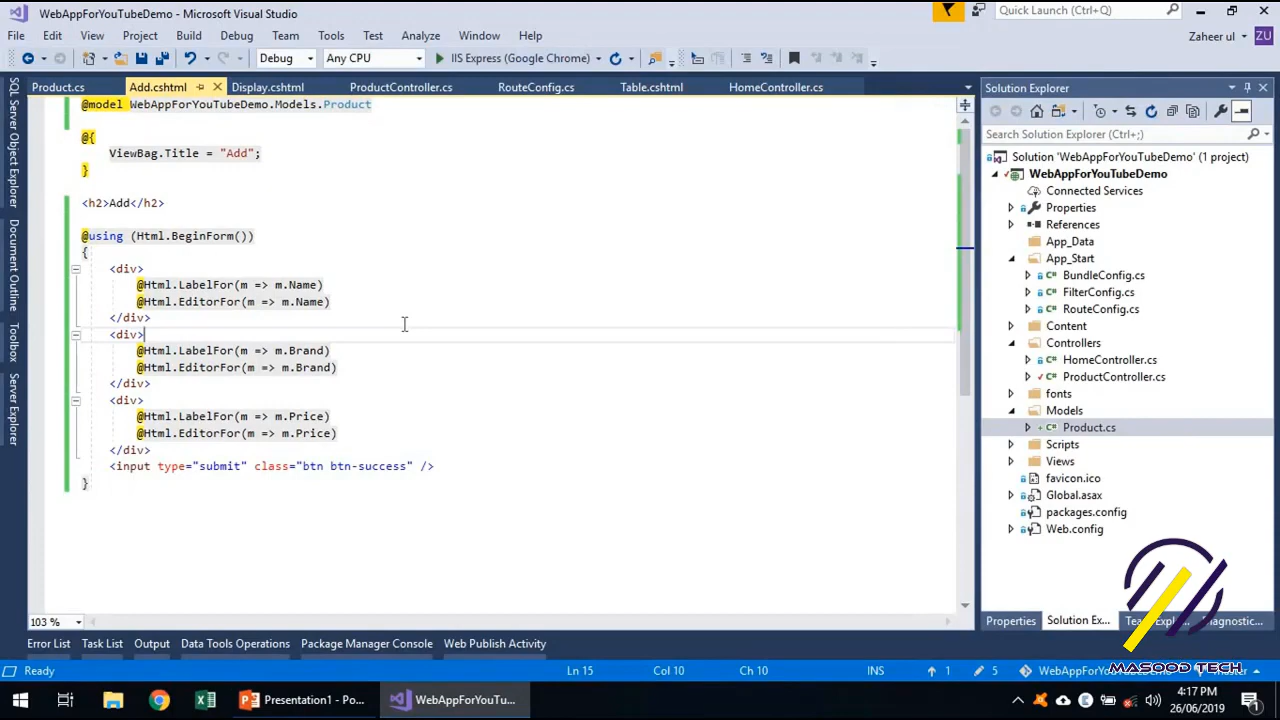 WebAppForYouTubeDemo - Microsoft Visual Studio
Quick Launch (Ctrl+Q)
File Edit View Project Build Debug Team Tools Test Analyze Window Help
Zaheer ul ZU
Debug Any CPU IIS Express (Google Chrome)
Product.cs Add.cshtml Display.cshtml ProductController.cs RouteConfig.cs Table.cshtml HomeController.cs
SQL Server Object Explorer
Document Outline
Toolbox
Server Explorer
@model WebAppForYouTubeDemo.Models.Product
@{
ViewBag.Title = "Add";
}
<h2>Add</h2>
@using (Html.BeginForm())
{
<div>
@Html.LabelFor(m => m.Name)
@Html.EditorFor(m => m.Name)
</div>
<div>
@Html.LabelFor(m => m.Brand)
@Html.EditorFor(m => m.Brand)
</div>
<div>
@Html.LabelFor(m => m.Price)
@Html.EditorFor(m => m.Price)
</div>
<input type="submit" class="btn btn-success" />
}
103 %
Solution Explorer
Search Solution Explorer (Ctrl+;)
Solution 'WebAppForYouTubeDemo' (1 project)
WebAppForYouTubeDemo
Connected Services
Properties
References
App_Data
App_Start
C# BundleConfig.cs
C# FilterConfig.cs
C# RouteConfig.cs
Content
Controllers
C# HomeController.cs
C# ProductController.cs
fonts
Models
C# Product.cs
Scripts
Views
favicon.ico
Global.asax
packages.config
Web.config
Properties Solution Ex... Diagnostic...
MASOOD TECH
Error List Task List Output Data Tools Operations Package Manager Console Web Publish Activity
Ready Ln 15 Col 10 Ch 10 INS 1 5
Presentation1 - Po... WebAppForYouTu...
4:17 PM
26/06/2019